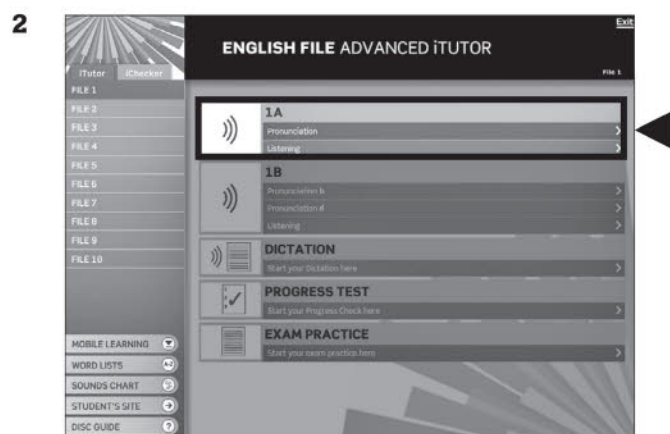 2
Exit
ENGLISH FILE ADVANCED iTUTOR
iTutor iChecker
File 1
FILE 1
FILE 2
FILE 3
FILE 4
FILE 5
FILE 6
FILE 7
FILE 8
FILE 9
FILE 10
1A
Pronunciation
Listening
1B
Pronunciation b
Pronunciation d
Listening
DICTATION
Start your Dictation here
PROGRESS TEST
Start your Progress Check here
EXAM PRACTICE
Start your exam practice here
MOBILE LEARNING
WORD LISTS A-Z
SOUNDS CHART
STUDENT'S SITE
DISC GUIDE ?